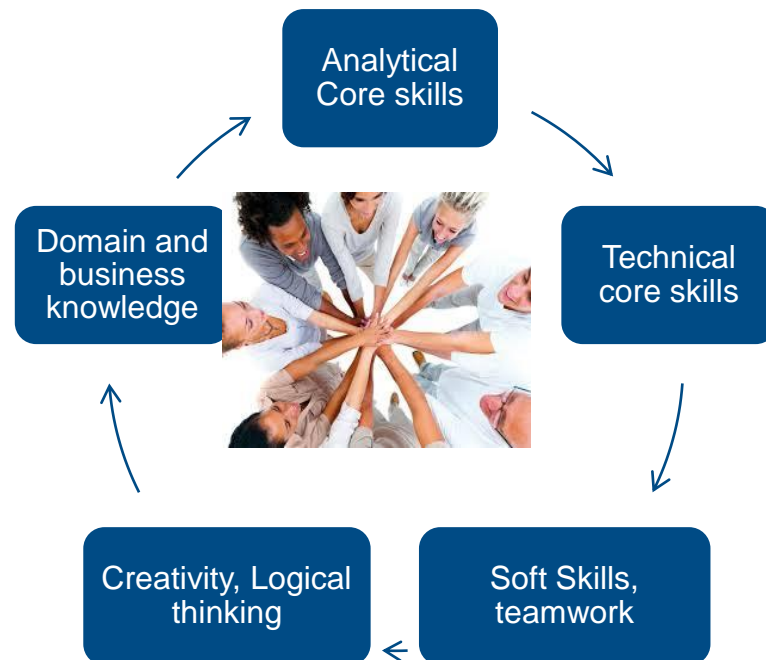 Analytical
Core skills
Technical
core skills
Soft Skills,
teamwork
Creativity, Logical
thinking
Domain and
business
knowledge